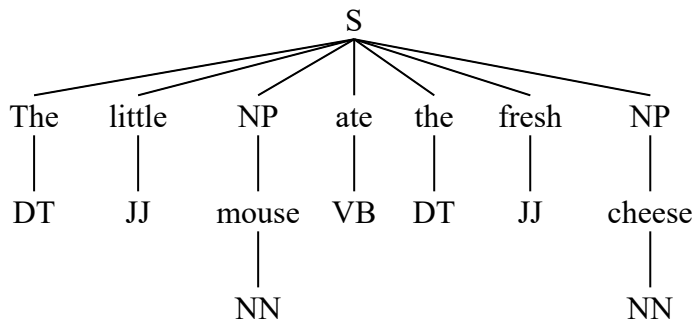 S
The little NP ate the fresh NP
DT JJ mouse VB DT JJ cheese
NN NN